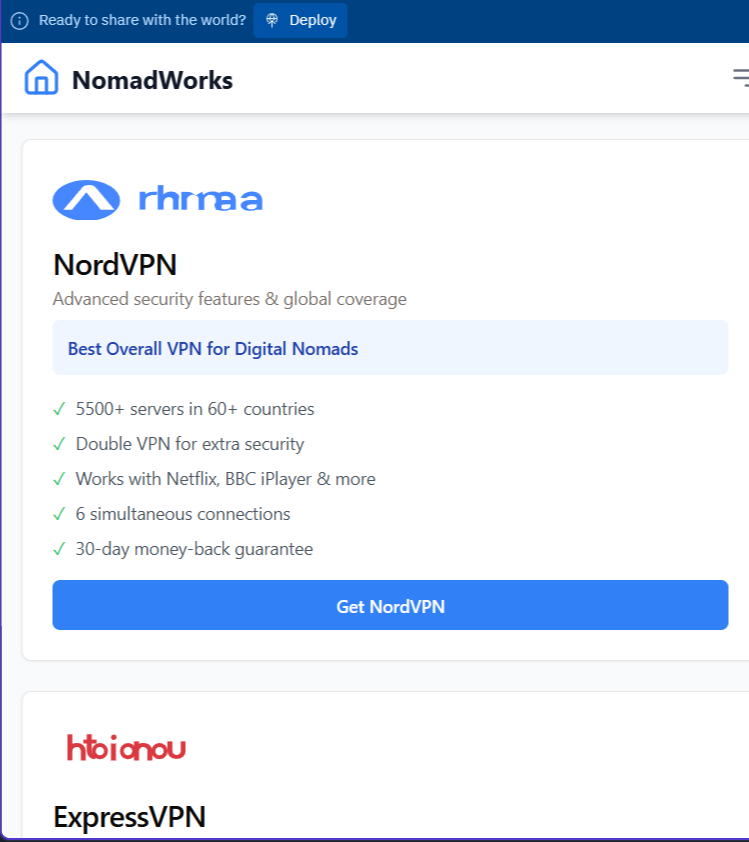 Ready to share with the world? Deploy
NomadWorks
NordVPN
Advanced security features & global coverage
Best Overall VPN for Digital Nomads
✓ 5500+ servers in 60+ countries
✓ Double VPN for extra security
✓ Works with Netflix, BBC iPlayer & more
✓ 6 simultaneous connections
✓ 30-day money-back guarantee
Get NordVPN
ExpressVPN